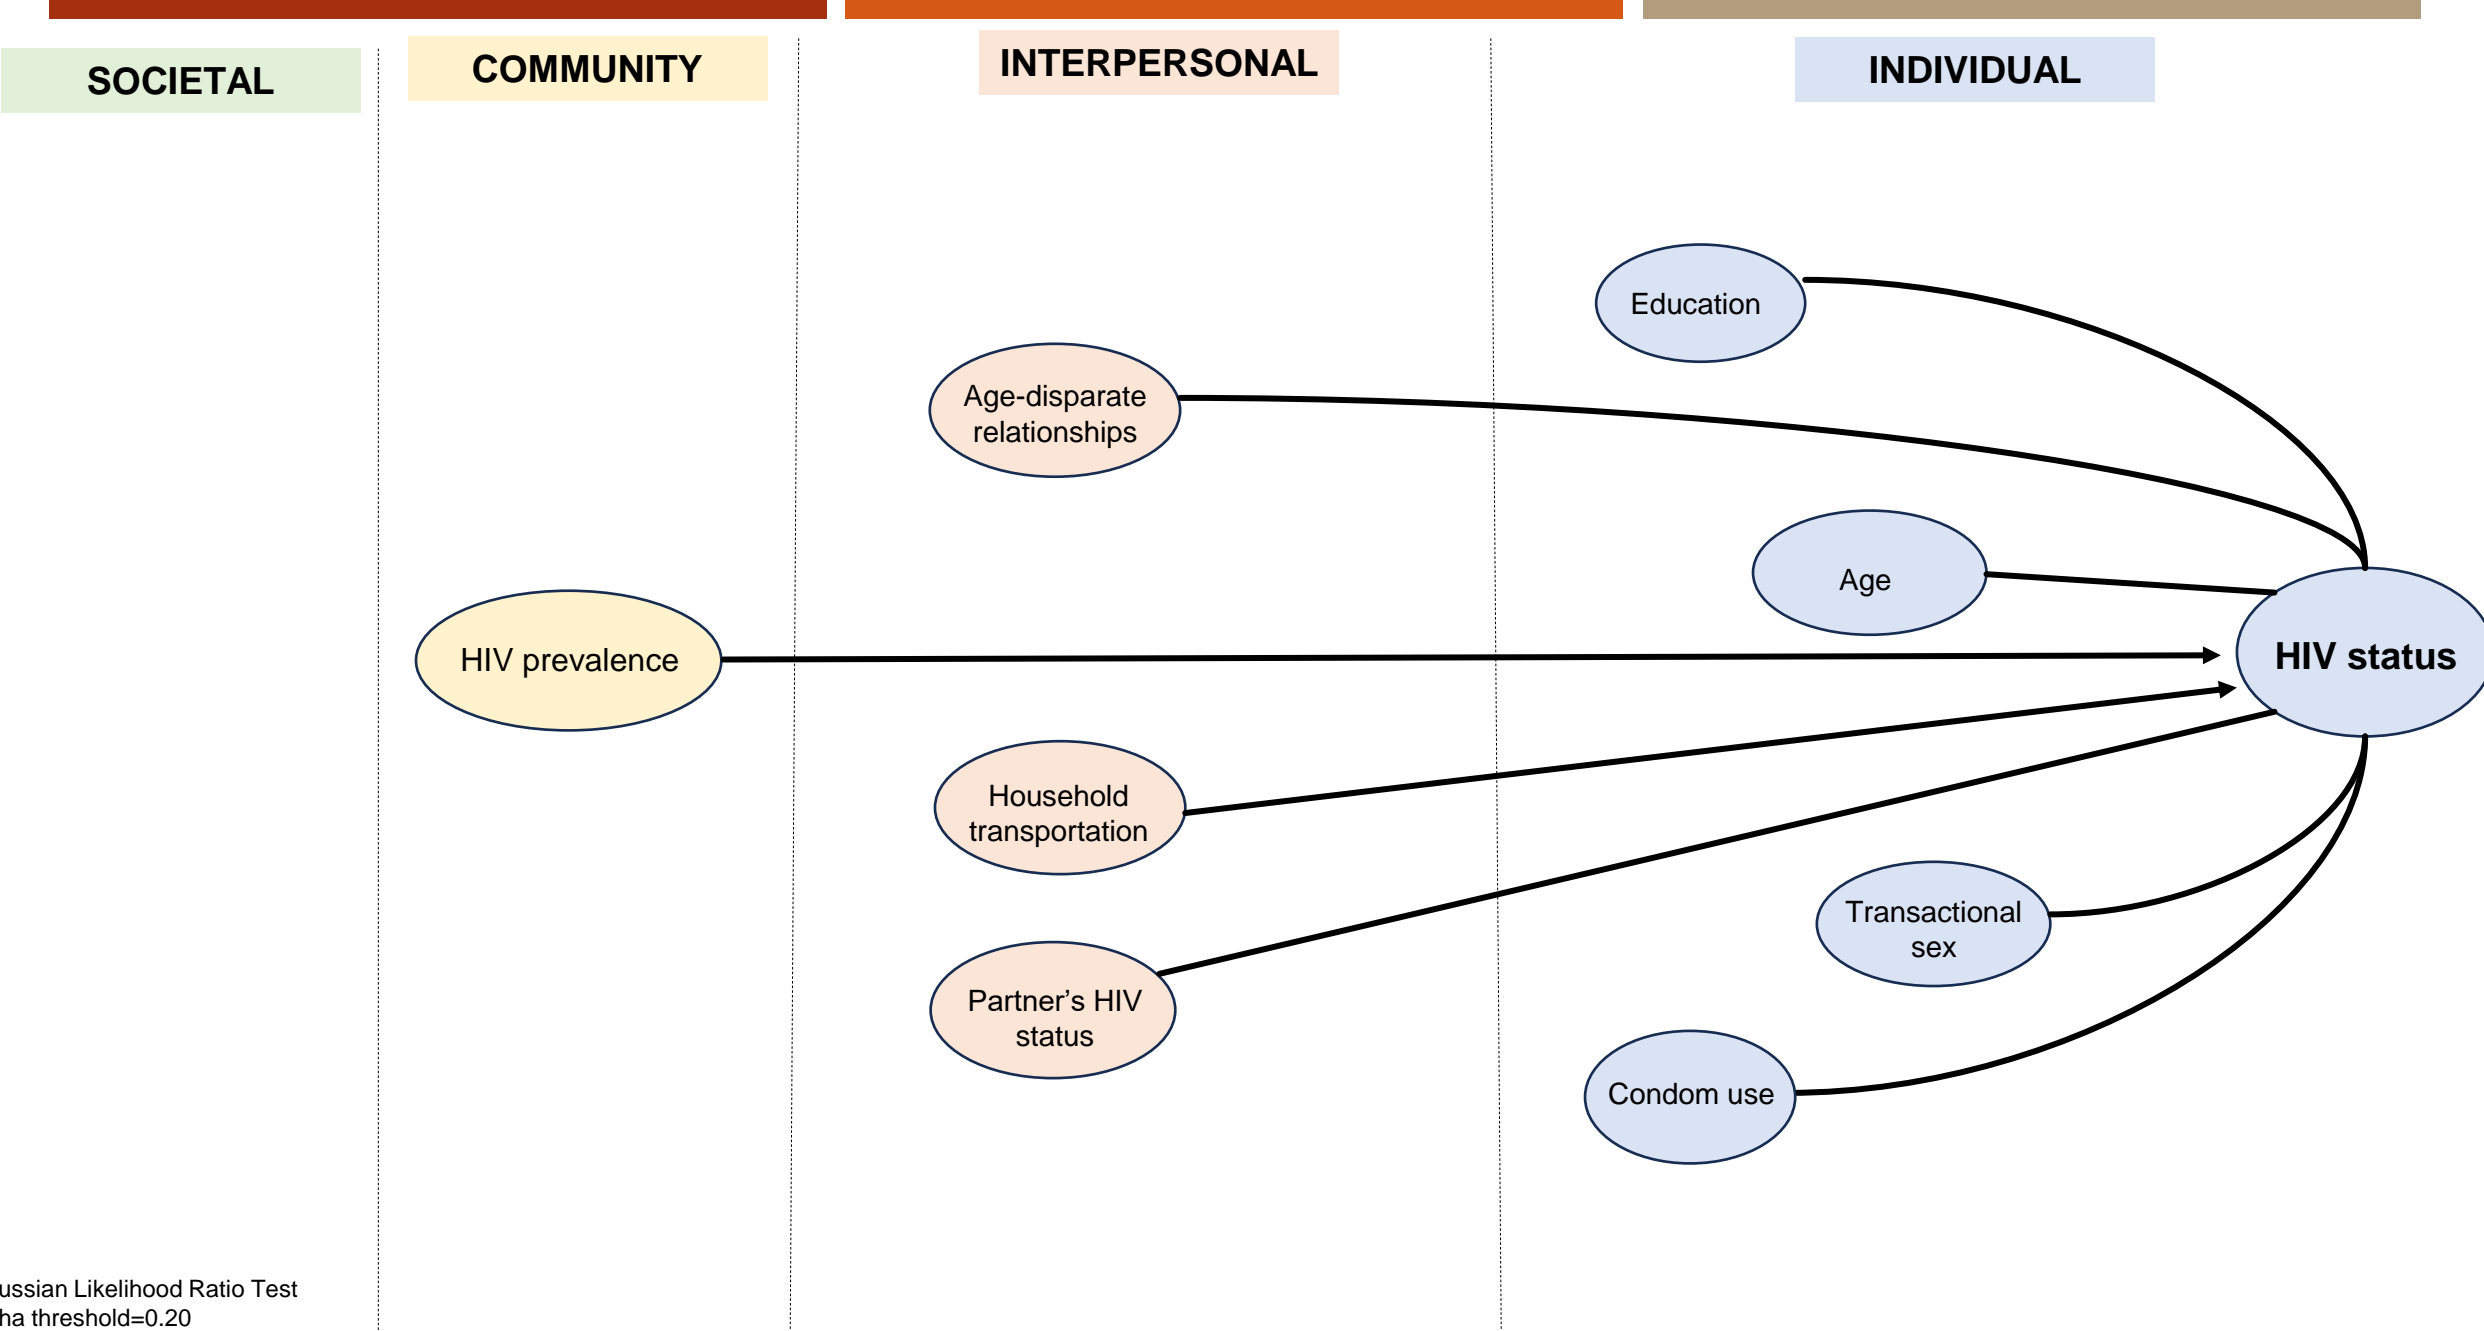 SOCIETAL
COMMUNITY
INTERPERSONAL
INDIVIDUAL
Education
Age-disparate
relationships
Age
HIV prevalence
HIV status
Household
transportation
Transactional
sex
Partner’s HIV
status
Condom use
ussian Likelihood Ratio Test
ha threshold=0.20